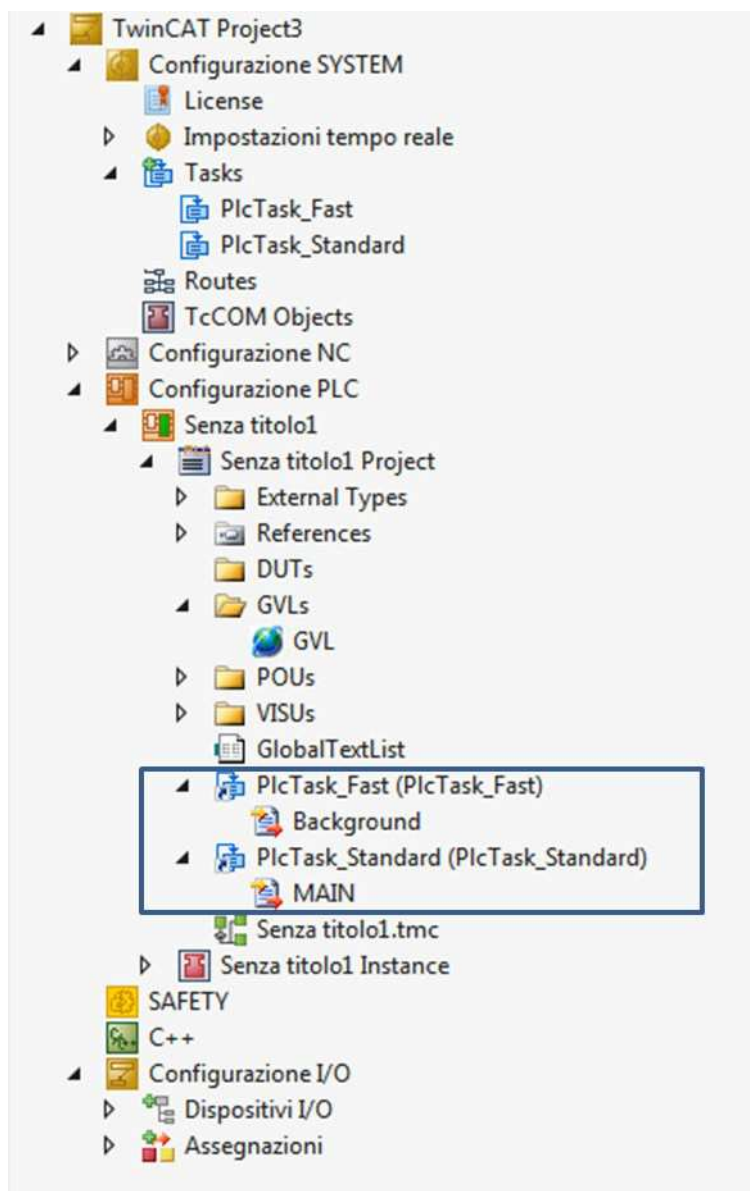 TwinCAT Project3
Configurazione SYSTEM
License
Impostazioni tempo reale
Tasks
PlcTask_Fast
PlcTask_Standard
Routes
TcCOM Objects
Configurazione NC
Configurazione PLC
Senza titolo1
Senza titolo1 Project
External Types
References
DUTs
GVLs
GVL
POUs
VISUs
GlobalTextList
PlcTask_Fast (PlcTask_Fast)
Background
PlcTask_Standard (PlcTask_Standard)
MAIN
Senza titolo1.tmc
Senza titolo1 Instance
SAFETY
C++
Configurazione I/O
Dispositivi I/O
Assegnazioni